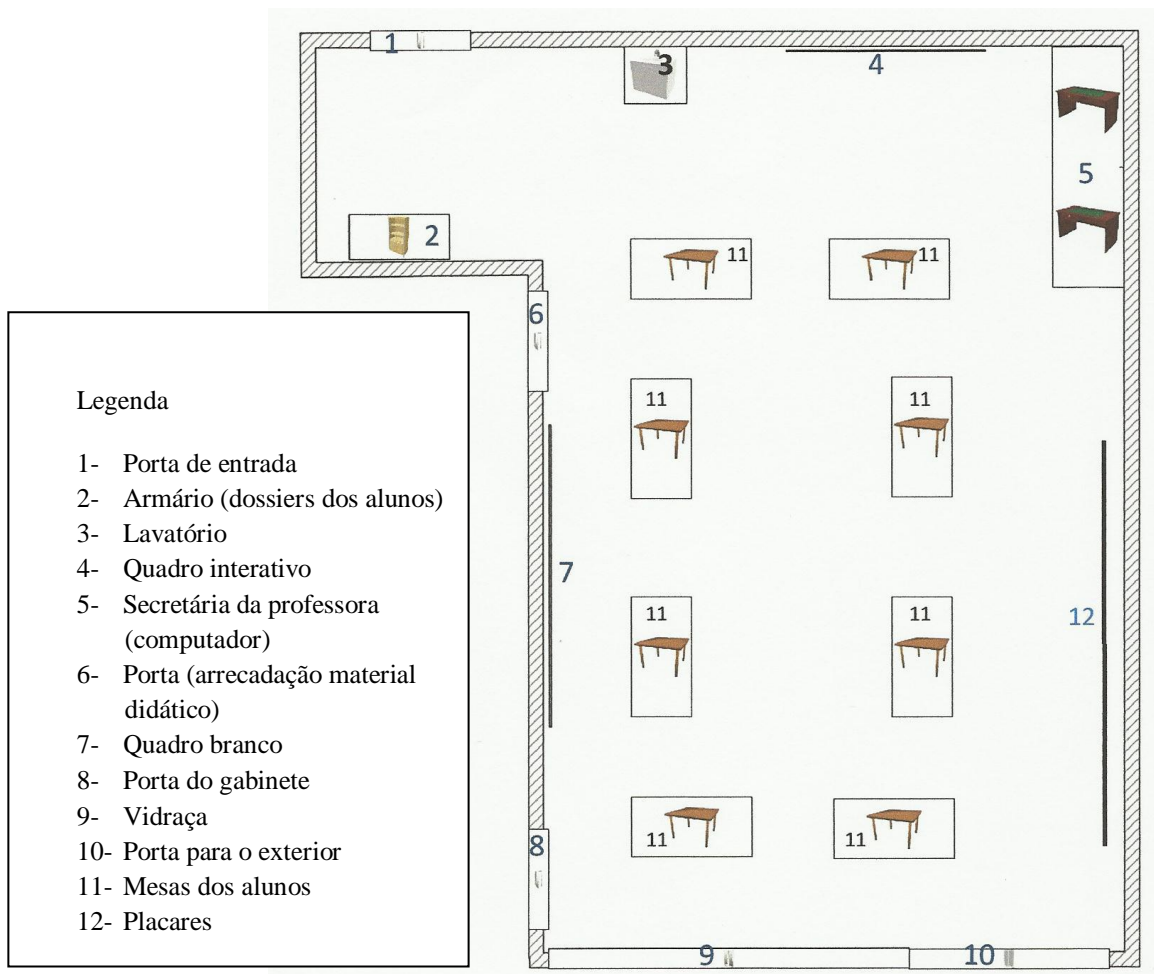 1
3
4
5
2
11 11
6
Legenda
11 11
1- Porta de entrada
2- Armário (dossiers dos alunos)
3- Lavatório
4- Quadro interativo
5- Secretária da professora
(computador)
6- Porta (arrecadação material
didático)
7- Quadro branco
8- Porta do gabinete
9- Vidraça
10- Porta para o exterior
11- Mesas dos alunos
12- Placares
7
11 11
12
11 11
8
9 10